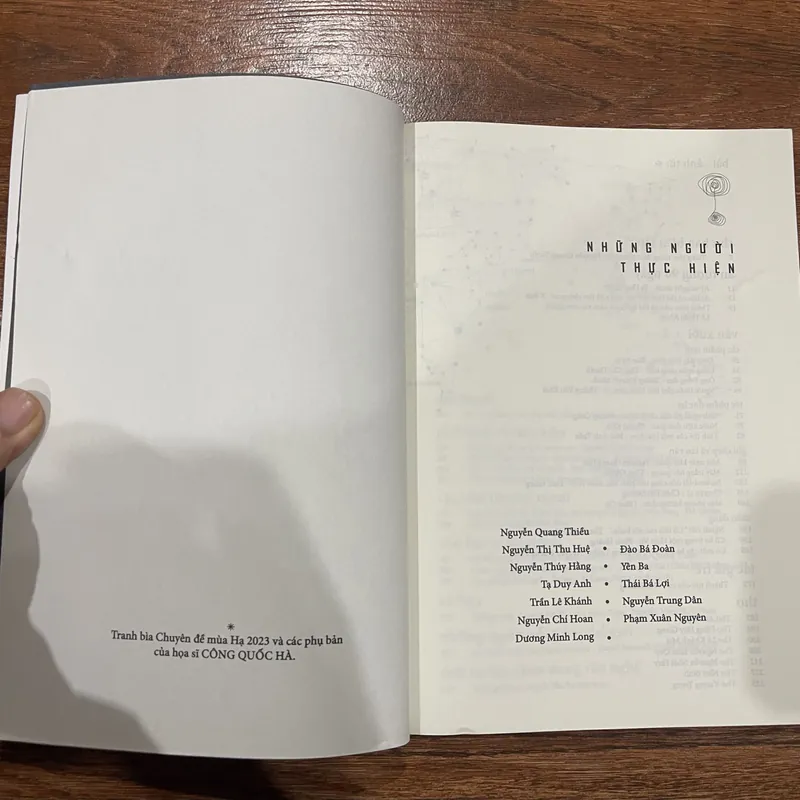 *
Tranh bìa Chuyên đề mùa Hạ 2023 và các phụ bản
của họa sĩ CÔNG QUỐC HÀ.
NHỮNG NGƯỜI
THỰC HIỆN
Nguyễn Quang Thiều
Nguyễn Thị Thu Huệ • Đào Bá Đoàn
Nguyễn Thúy Hằng • Yên Ba
Tạ Duy Anh • Thái Bá Lợi
Trần Lê Khánh • Nguyễn Trung Dân
Nguyễn Chí Hoan • Phạm Xuân Nguyên
Dương Minh Long •